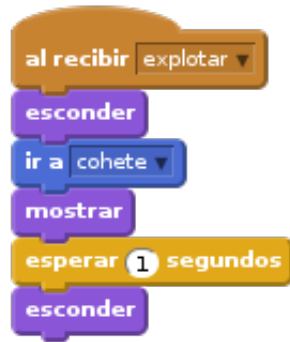 al recibir explotar
esconder
ir a cohete
mostrar
esperar 1 segundos
esconder